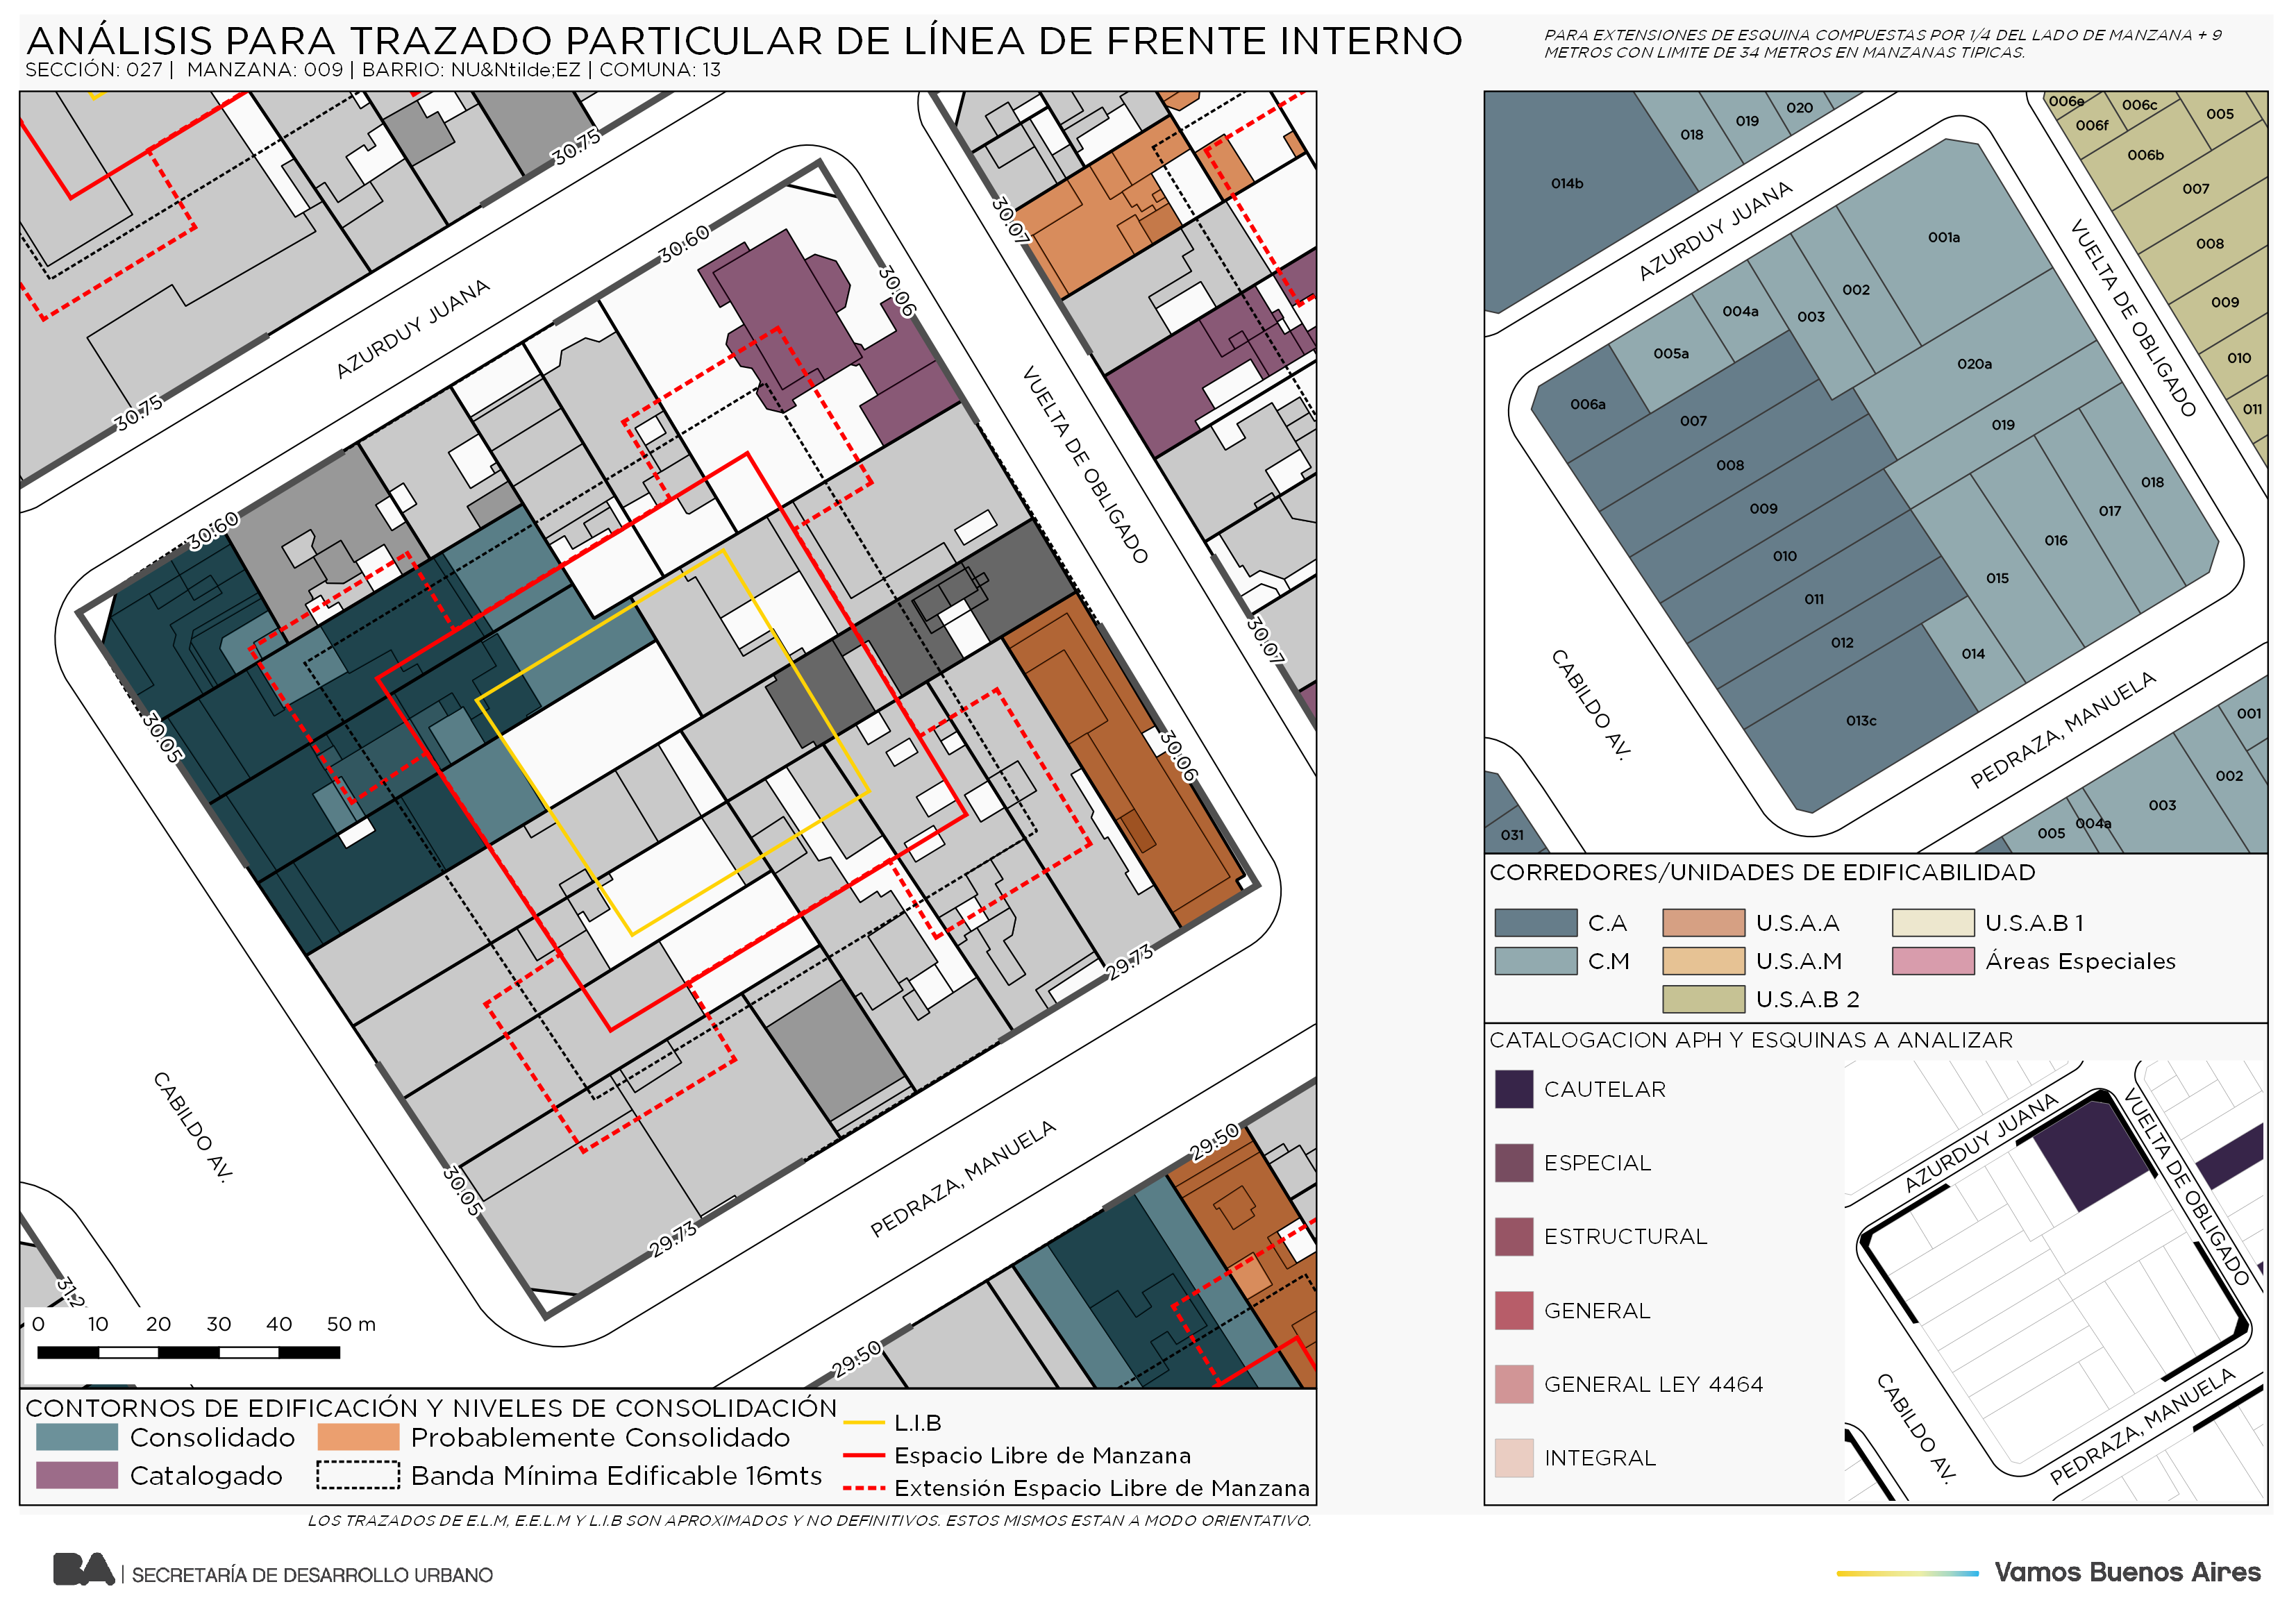 ANÁLISIS PARA TRAZADO PARTICULAR DE LÍNEA DE FRENTE INTERNO
SECCIÓN: 027 | MANZANA: 009 | BARRIO: NU&Ntilde;EZ | COMUNA: 13
PARA EXTENSIONES DE ESQUINA COMPUESTAS POR 1/4 DEL LADO DE MANZANA + 9
METROS CON LIMITE DE 34 METROS EN MANZANAS TIPICAS.
30.75
30.75
AZURDUY JUANA
30.60
30.60
30.06
30.07
VUELTA DE OBLIGADO
30.07
30.05
30.06
CABILDO AV.
30.05
29.73
29.73
PEDRAZA, MANUELA
29.50
29.50
31.2
0 10 20 30 40 50 m
CONTORNOS DE EDIFICACIÓN Y NIVELES DE CONSOLIDACIÓN
Consolidado
Probablemente Consolidado
Catalogado
Banda Mínima Edificable 16mts
L.I.B
Espacio Libre de Manzana
Extensión Espacio Libre de Manzana
LOS TRAZADOS DE E.L.M, E.E.L.M Y L.I.B SON APROXIMADOS Y NO DEFINITIVOS. ESTOS MISMOS ESTAN A MODO ORIENTATIVO.
014b
018
019
020
006e
006c
005
006f
006b
007
008
009
010
011
AZURDUY JUANA
VUELTA DE OBLIGADO
001a
002
003
004a
005a
006a
007
008
009
010
011
012
013c
014
015
016
017
018
019
020a
CABILDO AV.
PEDRAZA, MANUELA
031
001
002
003
004a
005
CORREDORES/UNIDADES DE EDIFICABILIDAD
C.A
U.S.A.A
U.S.A.B 1
C.M
U.S.A.M
Áreas Especiales
U.S.A.B 2
CATALOGACION APH Y ESQUINAS A ANALIZAR
CAUTELAR
ESPECIAL
ESTRUCTURAL
GENERAL
GENERAL LEY 4464
INTEGRAL
AZURDUY JUANA
VUELTA DE OBLIGADO
CABILDO AV.
PEDRAZA, MANUELA
BA | SECRETARÍA DE DESARROLLO URBANO
Vamos Buenos Aires